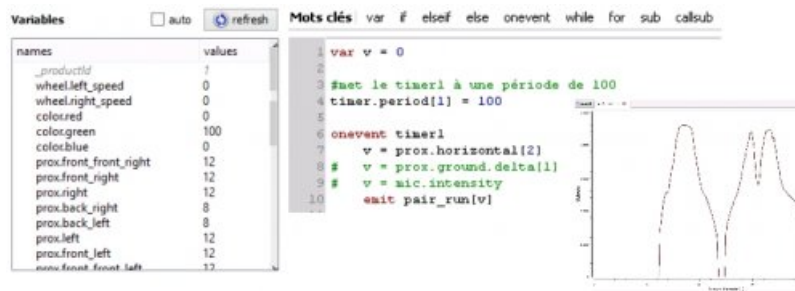 Variables auto refresh
names values
_productId 1
wheel.left_speed 0
wheel.right_speed 0
color.red 0
color.green 100
color.blue 0
prox.front_front_right 12
prox.front_right 12
prox.right 12
prox.back_right 8
prox.back_left 8
prox.left 12
prox.front_left 12
prox.front_front_left 12
Mots clés var if elseif else onevent while for sub callsub
1 var v = 0
2
3 #met le timer1 à une période de 100
4 timer.period[1] = 100
5
6 onevent timer1
7 v = prox.horizontal[2]
8 # v = prox.ground.delta[1]
9 # v = mic.intensity
10 emit pair_run[v]